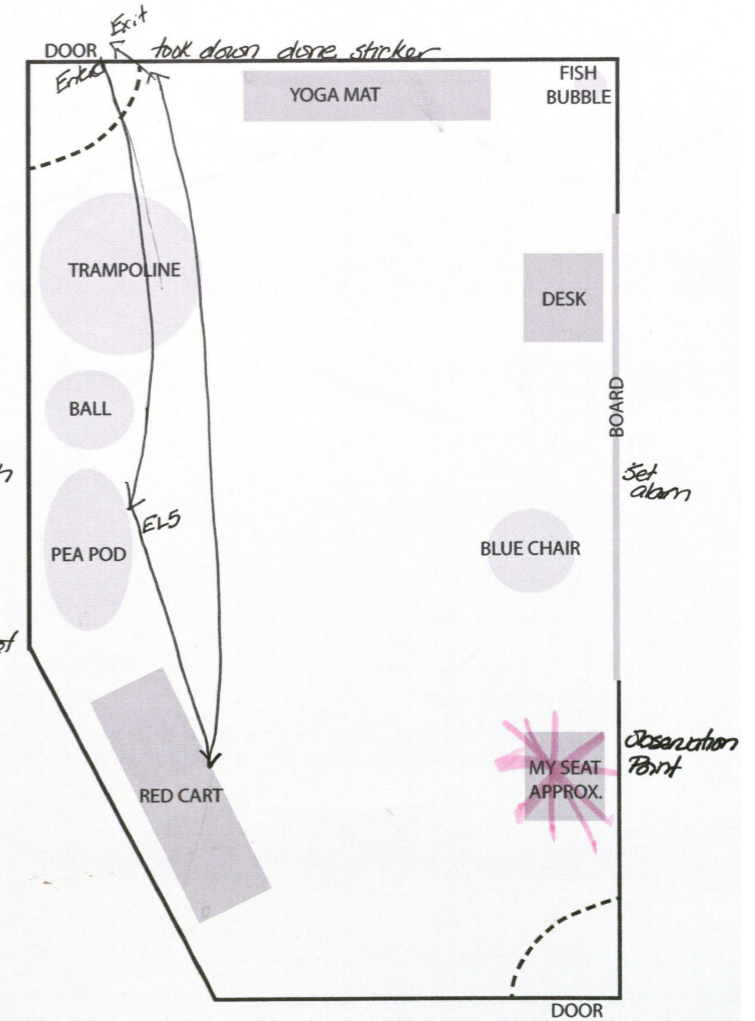 Exit
DOOR took down done sticker
Enter
YOGA MAT
FISH
BUBBLE
TRAMPOLINE
DESK
BALL
BOARD
Set
alarm
EL5
PEA POD
BLUE CHAIR
Observation
Point
MY SEAT
APPROX.
RED CART
DOOR